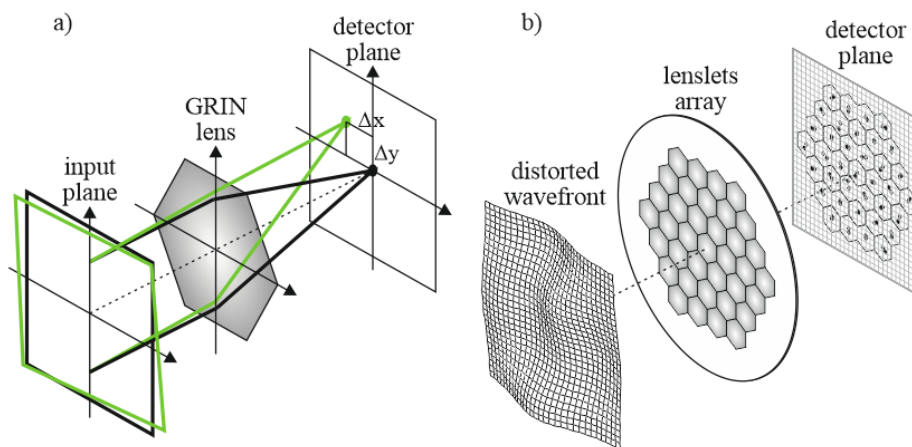 a)
detector
plane
GRIN
lens
Δx
Δy
input
plane
b)
detector
plane
lenslets
array
distorted
wavefront